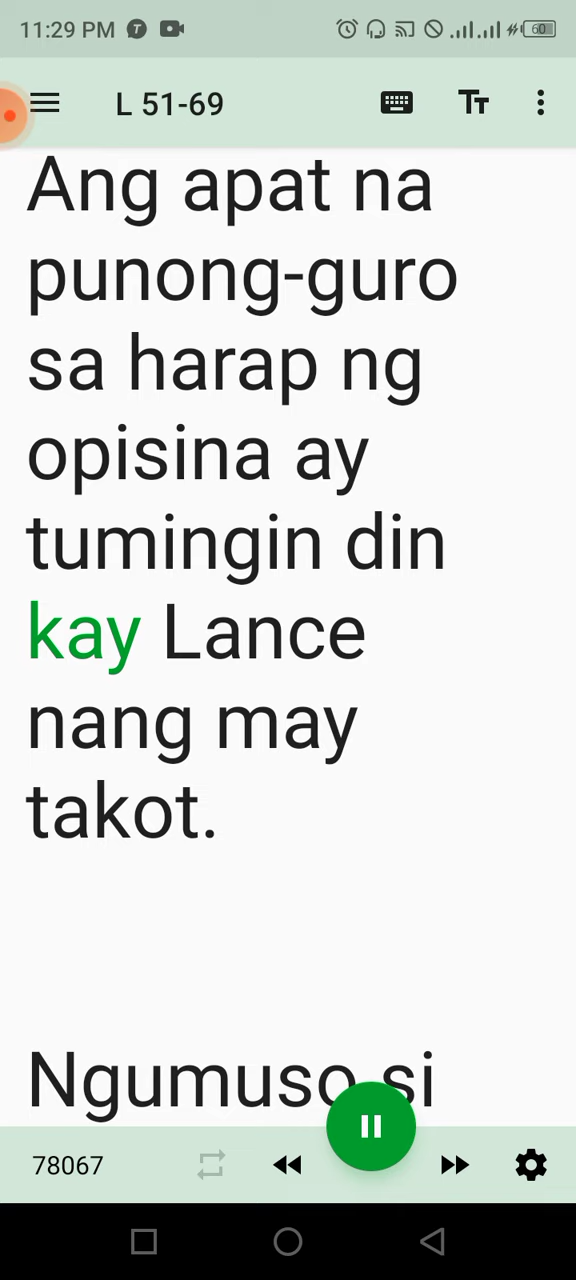 11:29 PM
60
L 51-69
Ang apat na
punong-guro
sa harap ng
opisina ay
tumingin din
kay Lance
nang may
takot.
Ngumuso si
78067